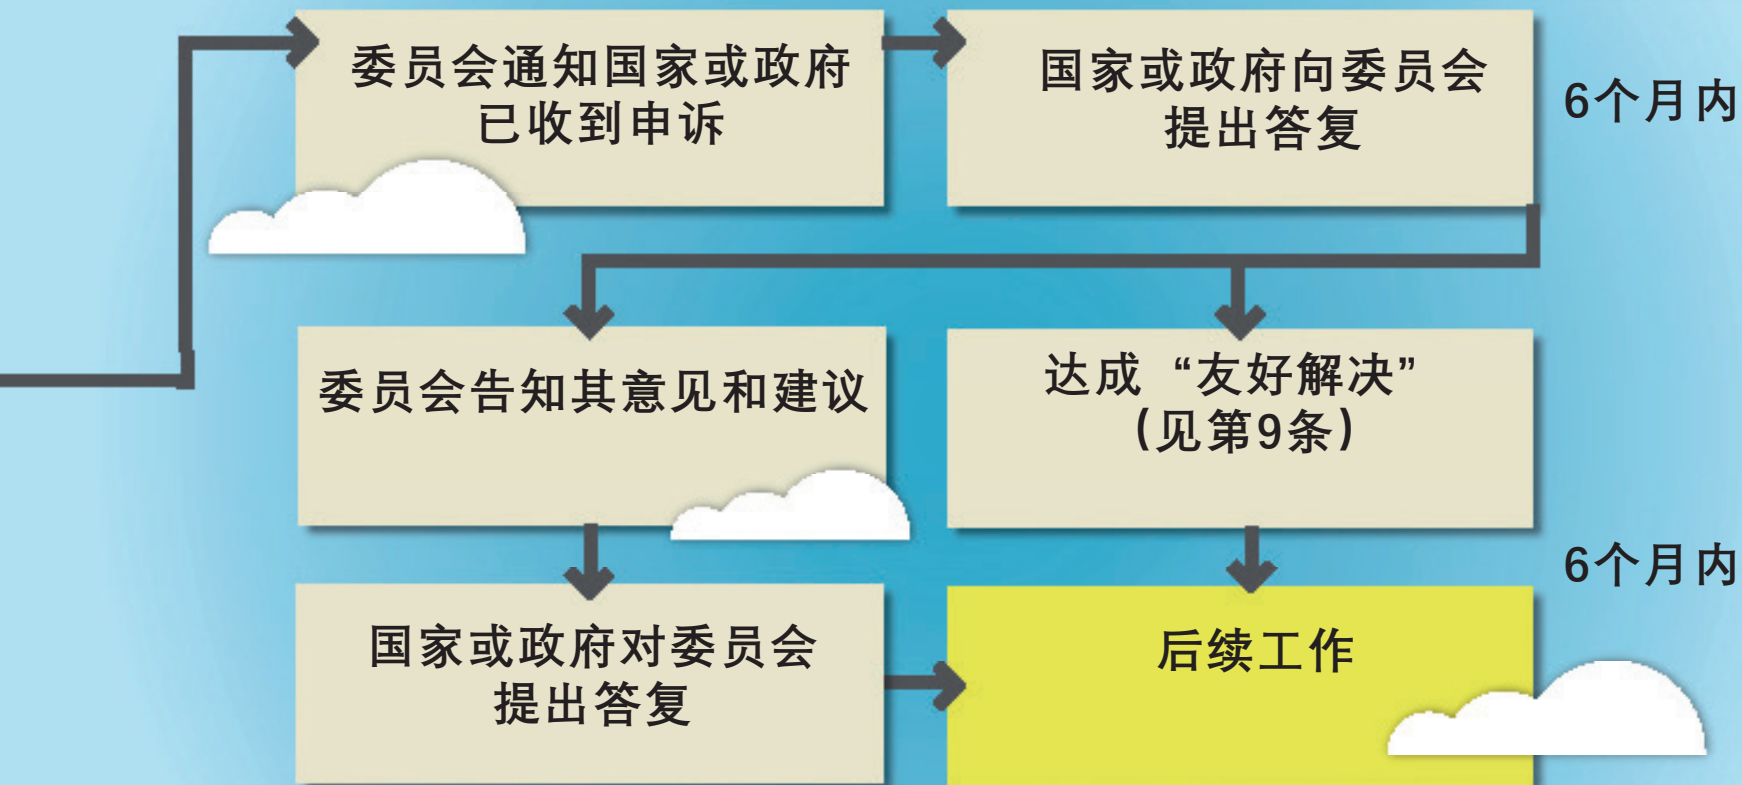 委员会通知国家或政府
已收到申诉
国家或政府向委员会
提出答复
6个月内
委员会告知其意见和建议
达成 “友好解决”
(见第9条)
6个月内
国家或政府对委员会
提出答复
后续工作